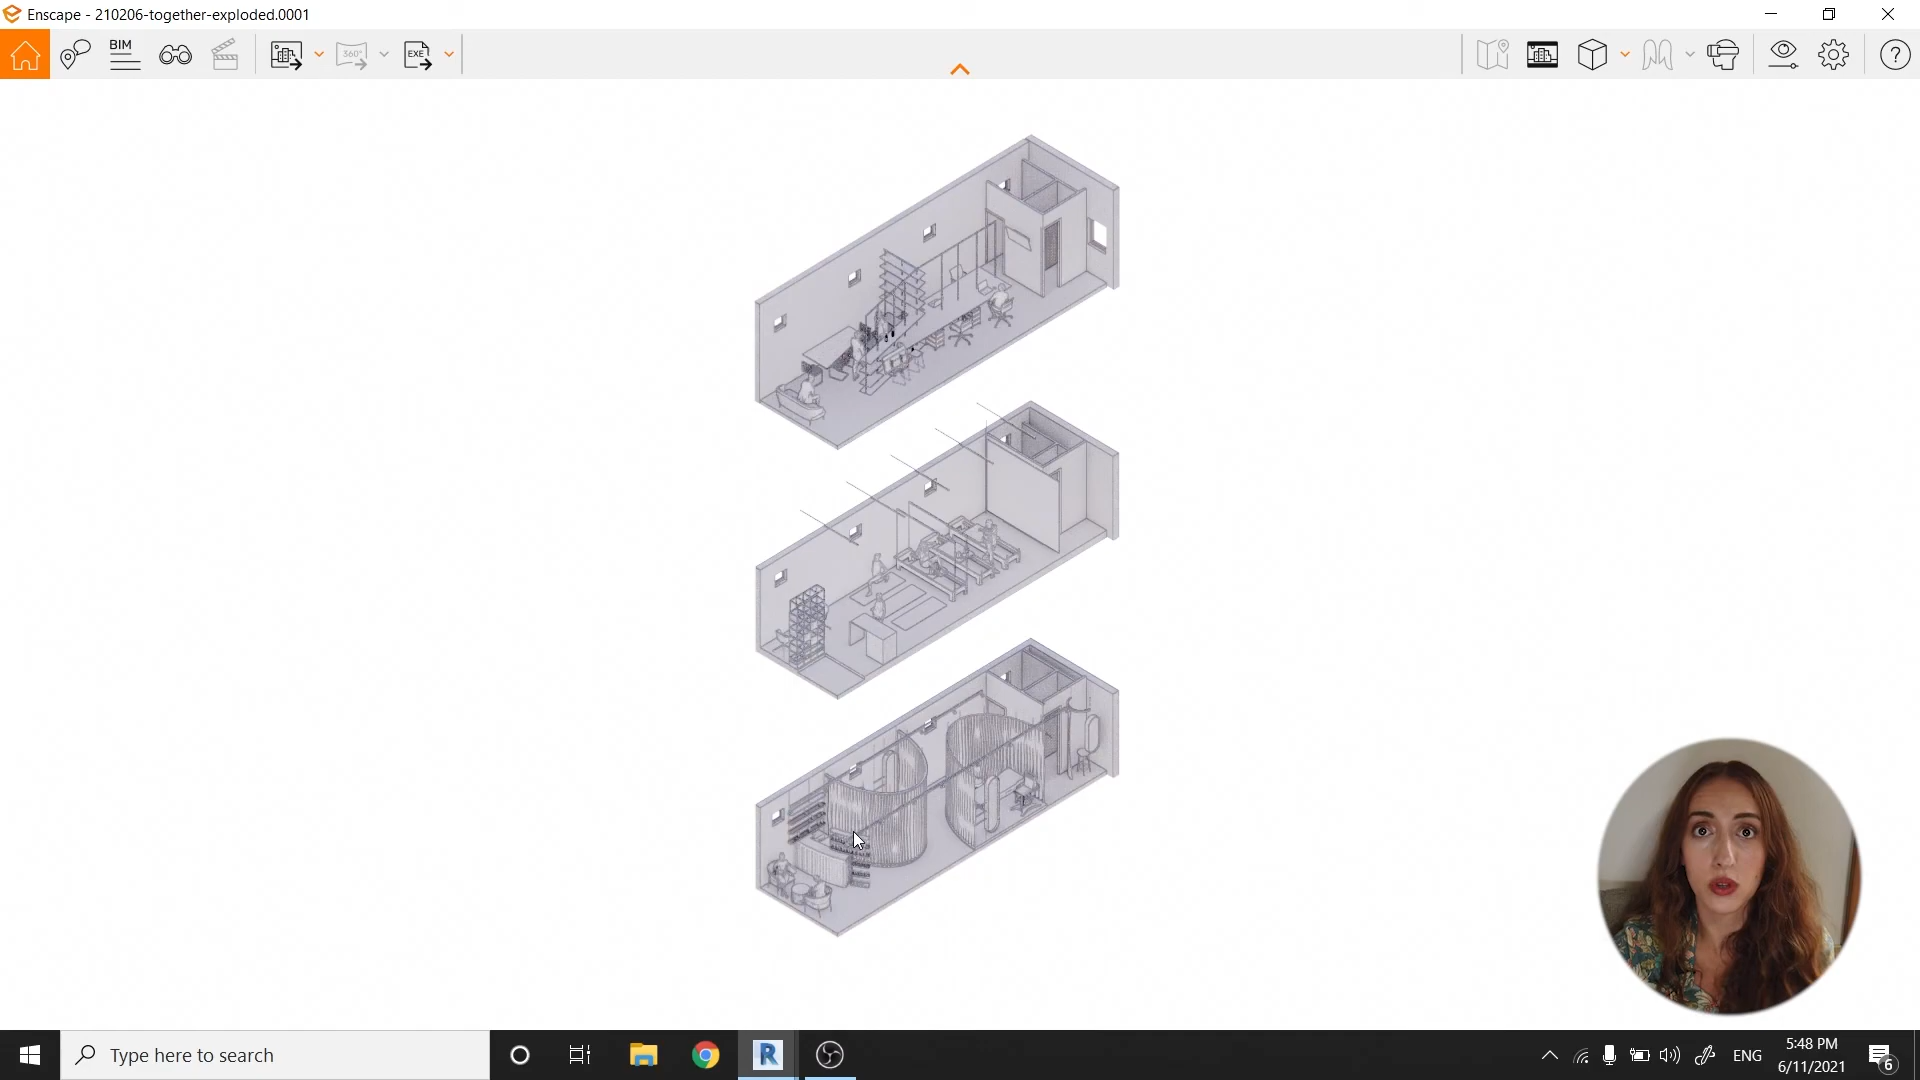 Enscape - 210206-together-exploded.0001
BIM
360°
EXE
?
Type here to search
R
ENG
5:48 PM
6/11/2021
6